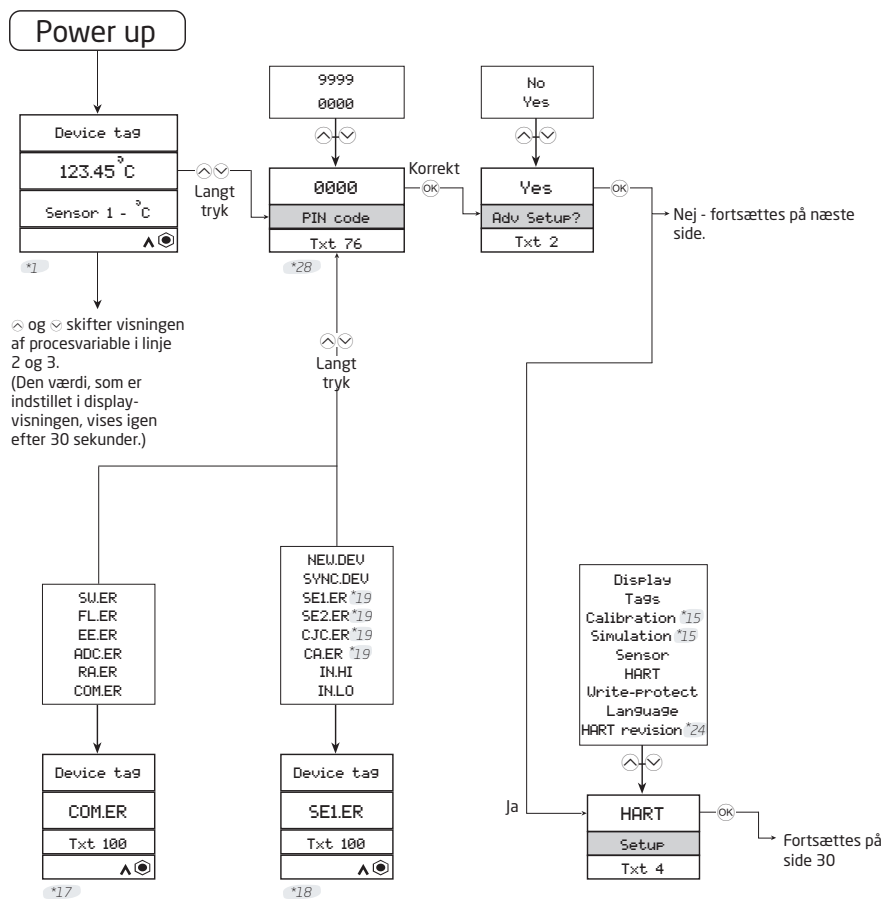 Power up
Device tag
123.45 °C
Sensor 1 - °C
*1
og skifter visningen
af procesvariable i linje
2 og 3.
(Den værdi, som er
indstillet i display-
visningen, vises igen
efter 30 sekunder.)
Langt
tryk
9999
0000
0000
PIN code
Txt 76
*28
Korrekt
OK
No
Yes
Yes
Adv Setup?
Txt 2
OK
Nej - fortsættes på næste
side.
Langt
tryk
SW.ER
FL.ER
EE.ER
ADC.ER
RA.ER
COM.ER
Device tag
COM.ER
Txt 100
*17
NEW.DEV
SYNC.DEV
SE1.ER *19
SE2.ER *19
CJC.ER *19
CA.ER *19
IN.HI
IN.LO
Device tag
SE1.ER
Txt 100
*18
Display
Tags
Calibration *15
Simulation *15
Sensor
HART
Write-protect
Language
HART revision *24
Ja
HART
Setup
Txt 4
OK
Fortsættes på
side 30